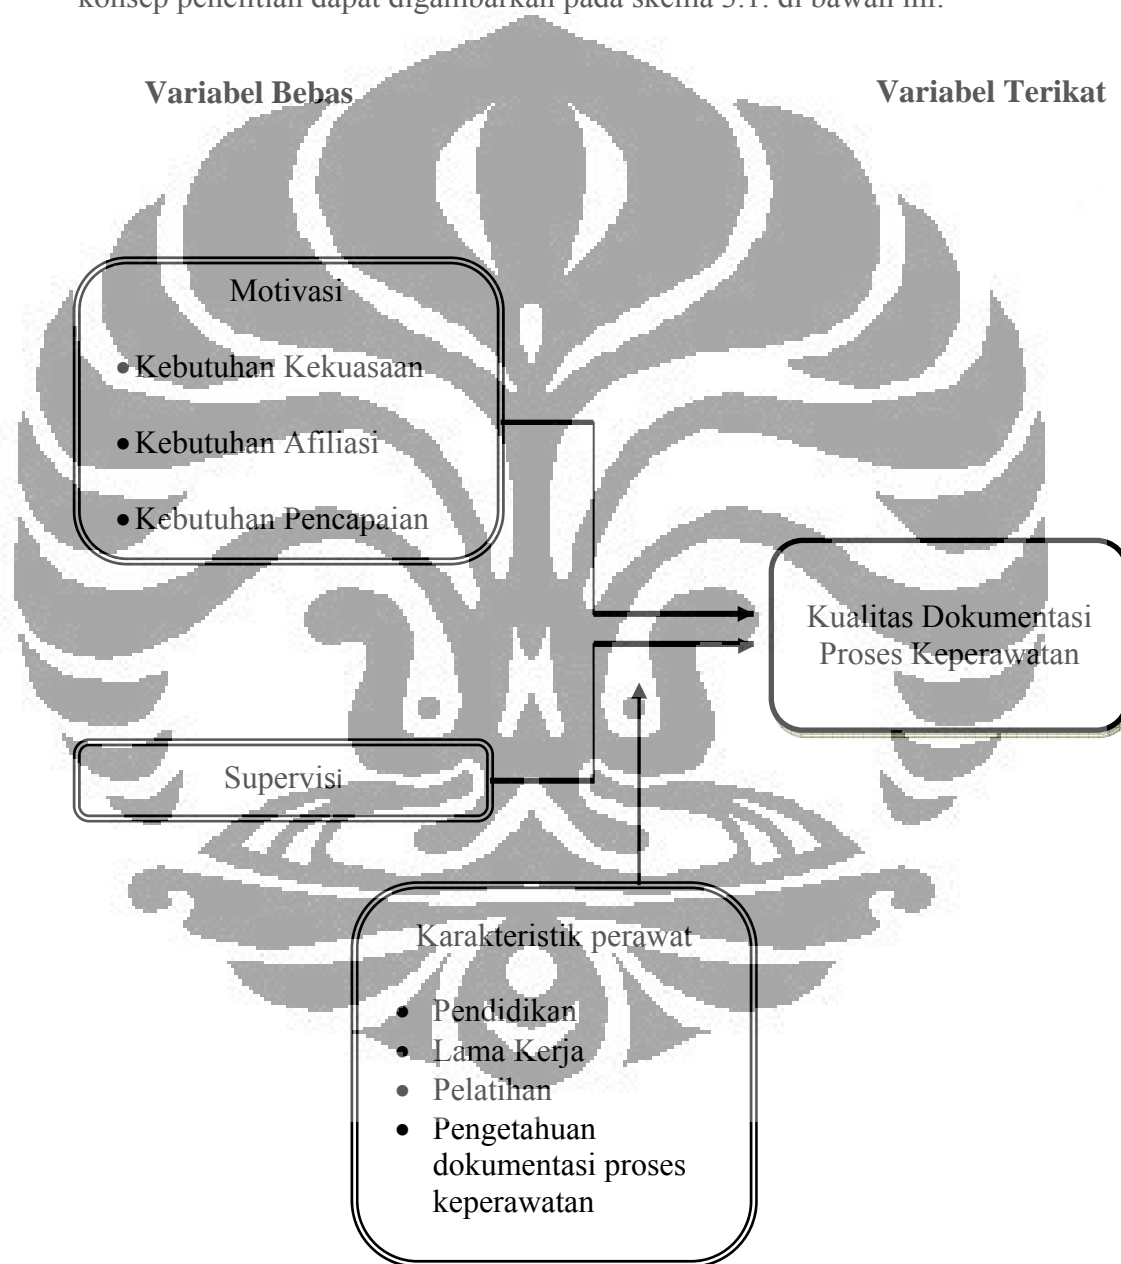 konsep penelitian dapat digambarkan pada skema 3.1. di bawah ini:
Variabel Bebas
Variabel Terikat
Motivasi
• Kebutuhan Kekuasaan
• Kebutuhan Afiliasi
• Kebutuhan Pencapaian
Kualitas Dokumentasi
Proses Keperawatan
Supervisi
Karakteristik perawat
• Pendidikan
• Lama Kerja
• Pelatihan
• Pengetahuan
dokumentasi proses
keperawatan